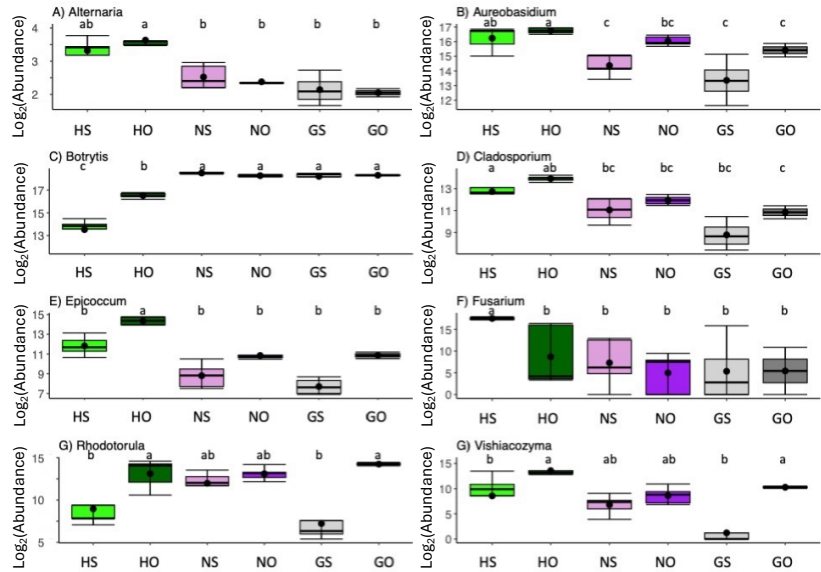 A) Alternaria
Log2(Abundance)
4
3
2
ab a b b b b
HS HO NS NO GS GO
B) Aureobasidium
Log2(Abundance)
17
16
15
14
13
12
ab a c bc c c
HS HO NS NO GS GO
C) Botrytis
Log2(Abundance)
17
15
13
c b a a a a
HS HO NS NO GS GO
D) Cladosporium
Log2(Abundance)
13
9
a ab bc bc bc c
HS HO NS NO GS GO
E) Epicoccum
Log2(Abundance)
15
13
11
9
7
b a b b b b
HS HO NS NO GS GO
F) Fusarium
Log2(Abundance)
15
10
5
0
a b b b b b
HS HO NS NO GS GO
G) Rhodotorula
Log2(Abundance)
15
10
5
b a ab ab b a
HS HO NS NO GS GO
G) Vishiacozyma
Log2(Abundance)
15
10
5
0
b a ab ab b a
HS HO NS NO GS GO